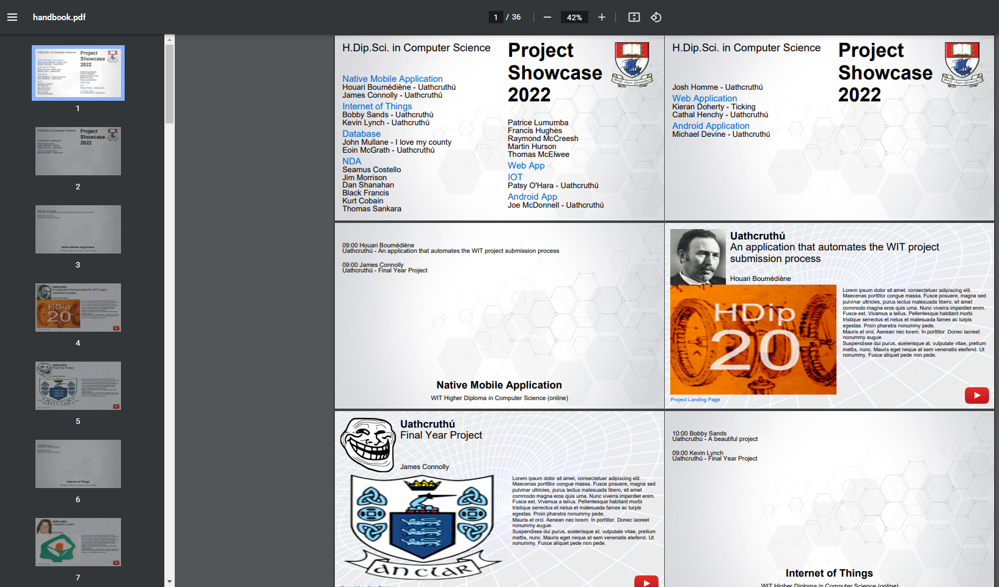 handbook.pdf
1 / 36
42%
1
2
3
4
5
6
7
H.Dip.Sci. in Computer Science
Project
Showcase
2022
Native Mobile Application
Houari Boumédiène - Uathcruthú
James Connolly - Uathcruthú
Internet of Things
Bobby Sands - Uathcruthú
Kevin Lynch - Uathcruthú
Database
John Mullane - I love my county
Eoin McGrath - Uathcruthú
NDA
Seamus Costello
Jim Morrison
Dan Shanahan
Black Francis
Kurt Cobain
Thomas Sankara
Patrice Lumumba
Francis Hughes
Raymond McCreesh
Martin Hurson
Thomas McElwee
Web App
IOT
Patsy O'Hara - Uathcruthú
Android App
Joe McDonnell - Uathcruthú
H.Dip.Sci. in Computer Science
Project
Showcase
2022
Josh Homme - Uathcruthú
Web Application
Kieran Doherty - Ticking
Cathal Henchy - Uathcruthú
Android Application
Michael Devine - Uathcruthú
09:00 Houari Boumédiène
Uathcruthú - An application that automates the WIT project submission process
09:00 James Connolly
Uathcruthú - Final Year Project
Native Mobile Application
WIT Higher Diploma in Computer Science (online)
Uathcruthú
An application that automates the WIT project
submission process
Houari Boumédiène
HDip
20
Lorem ipsum dolor sit amet, consectetuer adipiscing elit.
Maecenas porttitor congue massa. Fusce posuere, magna sed
pulvinar ultricies, purus lectus malesuada libero, sit amet
commodo magna eros quis urna. Nunc viverra imperdiet enim.
Fusce est. Vivamus a tellus. Pellentesque habitant morbi
tristique senectus et netus et malesuada fames ac turpis
egestas. Proin pharetra nonummy pede.
Mauris et orci. Aenean nec lorem. In porttitor. Donec laoreet
nonummy augue.
Suspendisse dui purus, scelerisque at, vulputate vitae, pretium
mattis, nunc. Mauris eget neque at sem venenatis eleifend. Ut
nonummy. Fusce aliquet pede non pede.
Project Landing Page
Uathcruthú
Final Year Project
James Connolly
AN CLAR
Lorem ipsum dolor sit amet, consectetuer adipiscing elit.
Maecenas porttitor congue massa. Fusce posuere, magna sed
pulvinar ultricies, purus lectus malesuada libero, sit amet
commodo magna eros quis urna. Nunc viverra imperdiet enim.
Fusce est. Vivamus a tellus. Pellentesque habitant morbi
tristique senectus et netus et malesuada fames ac turpis
egestas. Proin pharetra nonummy pede.
Mauris et orci. Aenean nec lorem. In porttitor. Donec laoreet
nonummy augue.
Suspendisse dui purus, scelerisque at, vulputate vitae, pretium
mattis, nunc. Mauris eget neque at sem venenatis eleifend. Ut
nonummy. Fusce aliquet pede non pede.
10:00 Bobby Sands
Uathcruthú - A beautiful project
09:00 Kevin Lynch
Uathcruthú - Final Year Project
Internet of Things
WIT Higher Diploma in Computer Science (online)